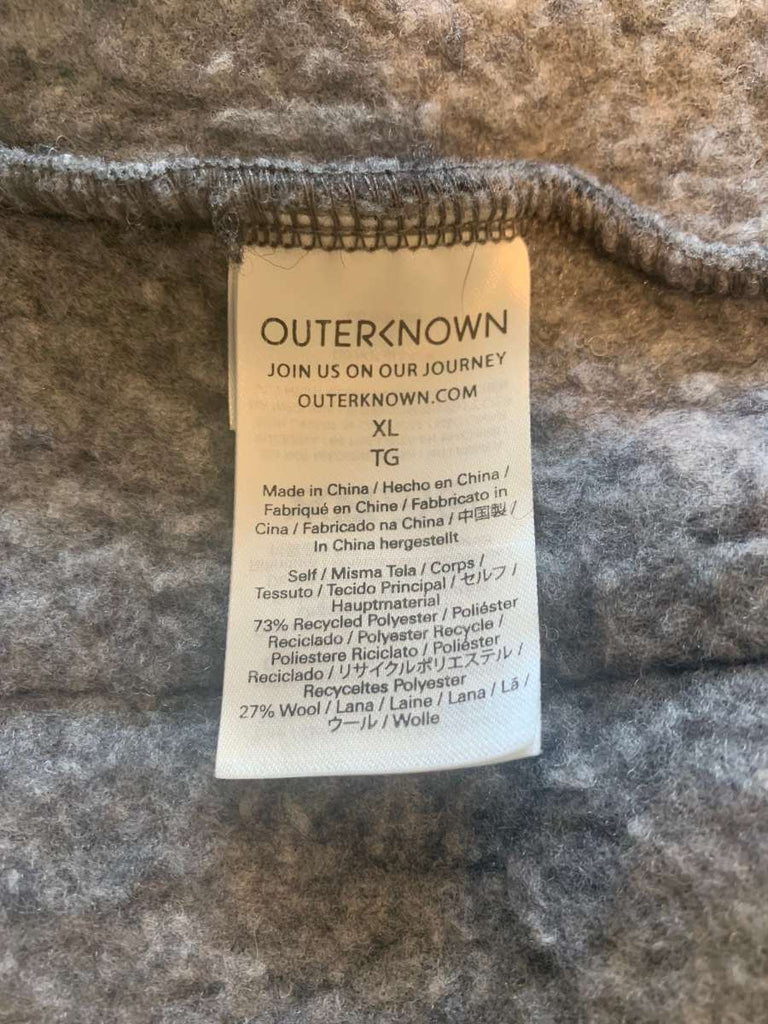 OUTERKNOWN
JOIN US ON OUR JOURNEY
OUTERKNOWN.COM
XL
TG
Made in China / Hecho en China /
Fabriqué en Chine / Fabbricato in
Cina / Fabricado na China / 中国製 /
In China hergestellt
Self / Misma Tela / Corps /
Tessuto / Tecido Principal / セルフ /
Hauptmaterial
73% Recycled Polyester / Poliéster
Reciclado / Polyester Recycle /
Poliestere Riciclato / Poliéster
Reciclado / リサイクルポリエステル /
Recyceltes Polyester
27% Wool / Lana / Laine / Lana / Lã /
ウール / Wolle